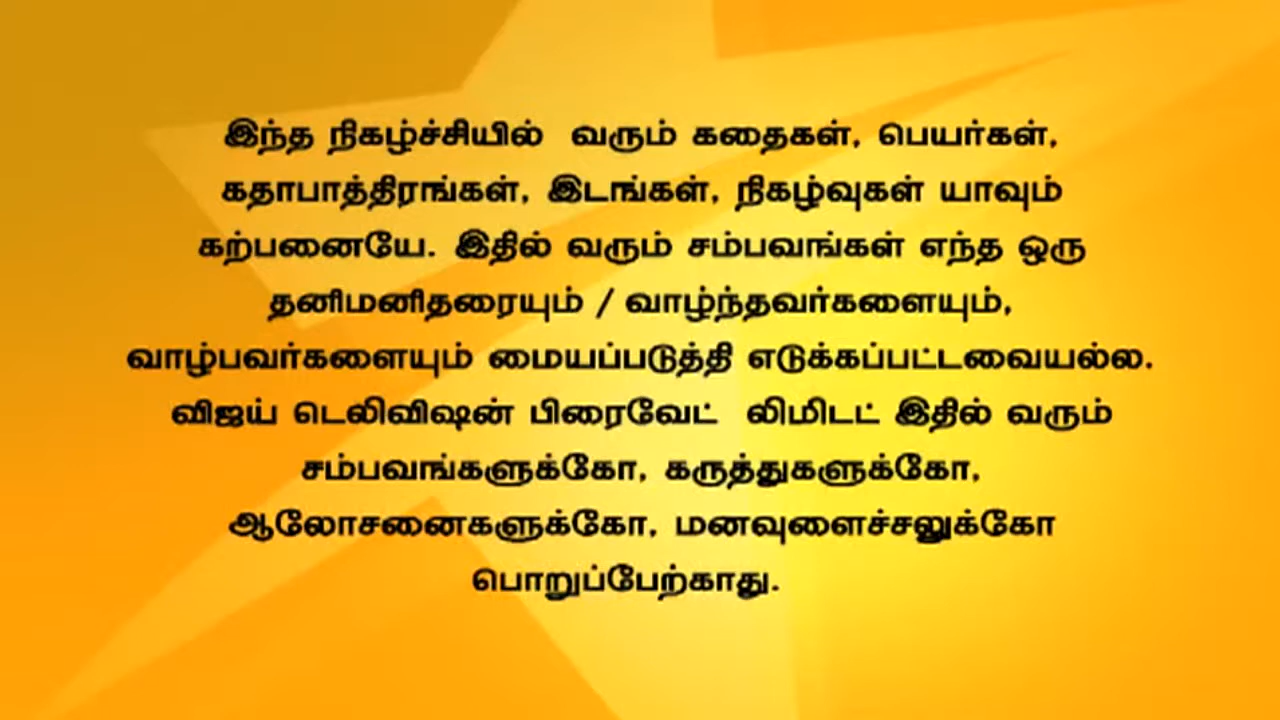 இந்த நிகழ்ச்சியில் வரும் கதைகள், பெயர்கள்,
கதாபாத்திரங்கள், இடங்கள், நிகழ்வுகள் யாவும்
கற்பனையே. இதில் வரும் சம்பவங்கள் எந்த ஒரு
தனிமனிதரையும் / வாழ்ந்தவர்களையும்,
வாழ்பவர்களையும் மையப்படுத்தி எடுக்கப்பட்டவையல்ல.
விஜய் டெலிவிஷன் பிரைவேட் லிமிடட் இதில் வரும்
சம்பவங்களுக்கோ, கருத்துகளுக்கோ,
ஆலோசனைகளுக்கோ, மனவுளைச்சலுக்கோ
பொறுப்பேற்காது.